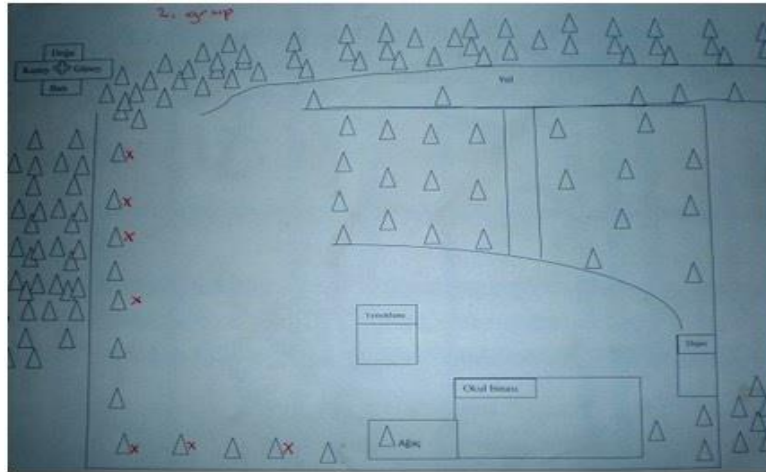 2. grup
Doğu
Kuzey Güney
Batı
Yol
Yemekhane
Depo
Okul binası
Ağaç